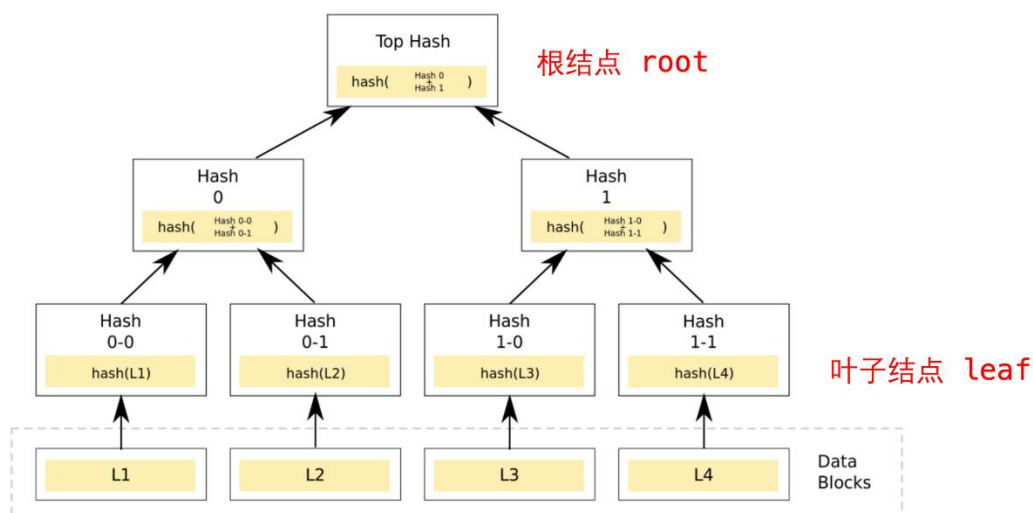 Top Hash
hash( Hash 0 + Hash 1 )
根结点 root
Hash
0
hash( Hash 0-0 + Hash 0-1 )
Hash
1
hash( Hash 1-0 + Hash 1-1 )
Hash
0-0
hash(L1)
Hash
0-1
hash(L2)
Hash
1-0
hash(L3)
Hash
1-1
hash(L4)
叶子结点 leaf
L1
L2
L3
L4
Data
Blocks